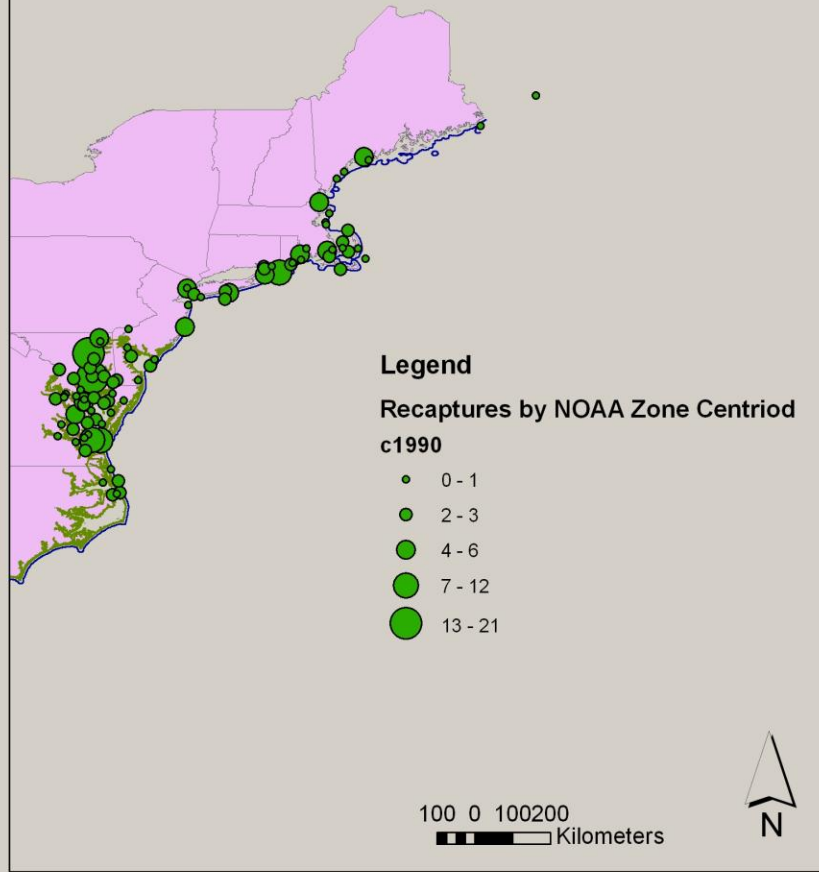 Legend
Recaptures by NOAA Zone Centriod
c1990
0 - 1
2 - 3
4 - 6
7 - 12
13 - 21
N
100 0 100200
Kilometers